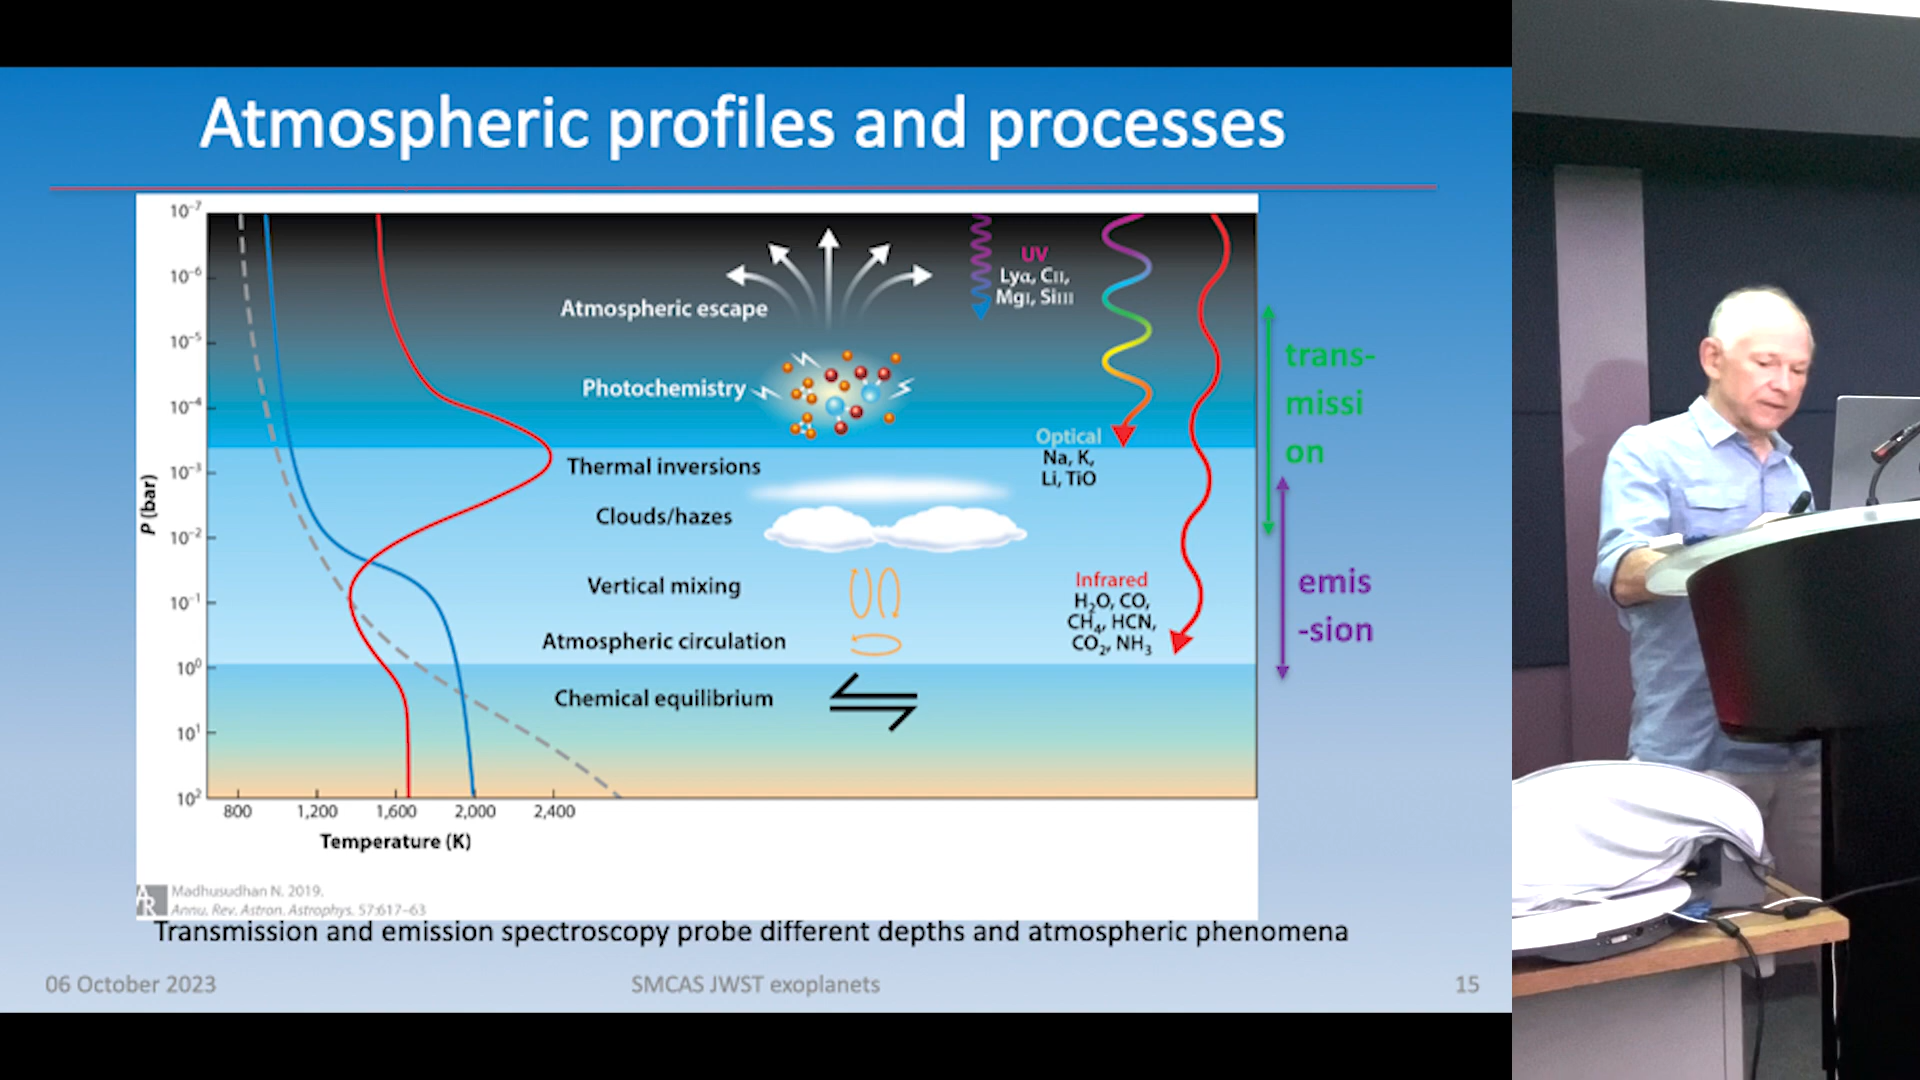 Atmospheric profiles and processes
10⁻⁷
10⁻⁶
10⁻⁵
10⁻⁴
10⁻³
10⁻²
10⁻¹
10⁰
10¹
10²
P (bar)
800 1,200 1,600 2,000 2,400
Temperature (K)
Atmospheric escape
Photochemistry
Thermal inversions
Clouds/hazes
Vertical mixing
Atmospheric circulation
Chemical equilibrium
UV
Lyα, CII,
MgI, SiIII
Optical
Na, K,
Li, TiO
Infrared
H₂O, CO,
CH₄, HCN,
CO₂, NH₃
trans-
missi
on
emis
-sion
AR
Madhusudhan N. 2019.
Annu. Rev. Astron. Astrophys. 57:617–63
Transmission and emission spectroscopy probe different depths and atmospheric phenomena
06 October 2023
SMCAS JWST exoplanets
15